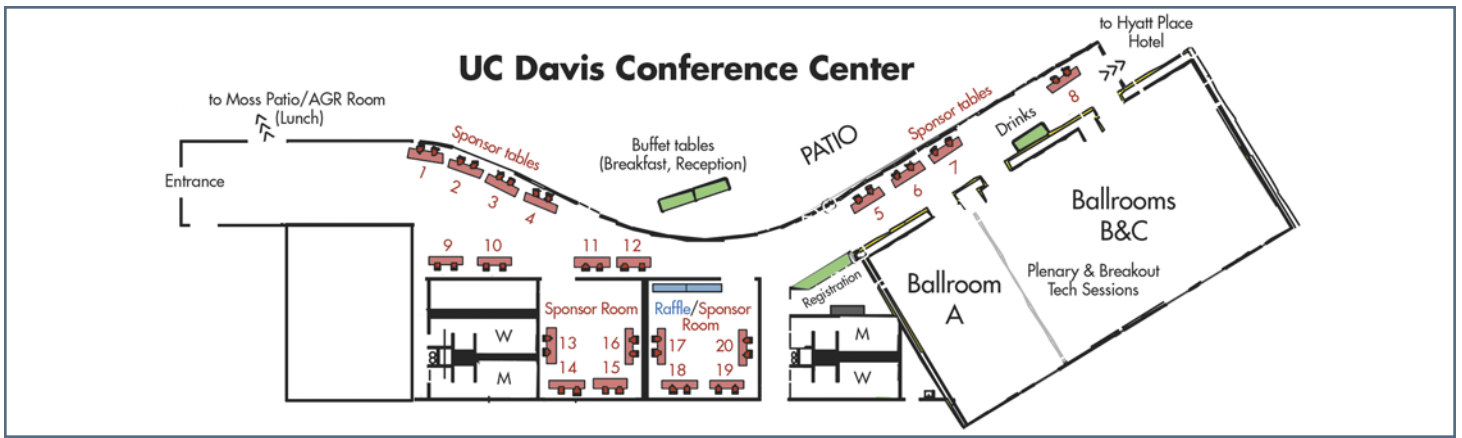 UC Davis Conference Center
to Hyatt Place
Hotel
to Moss Patio/AGR Room
(Lunch)
Entrance
Sponsor tables
1
2
3
4
Buffet tables
(Breakfast, Reception)
PATIO
Sponsor tables
5
6
7
8
Drinks
9
10
11
12
Registration
Ballroom
A
Ballrooms
B&C
Plenary & Breakout
Tech Sessions
W
M
Sponsor Room
13
16
14
15
Raffle/Sponsor
Room
17
20
18
19
M
W